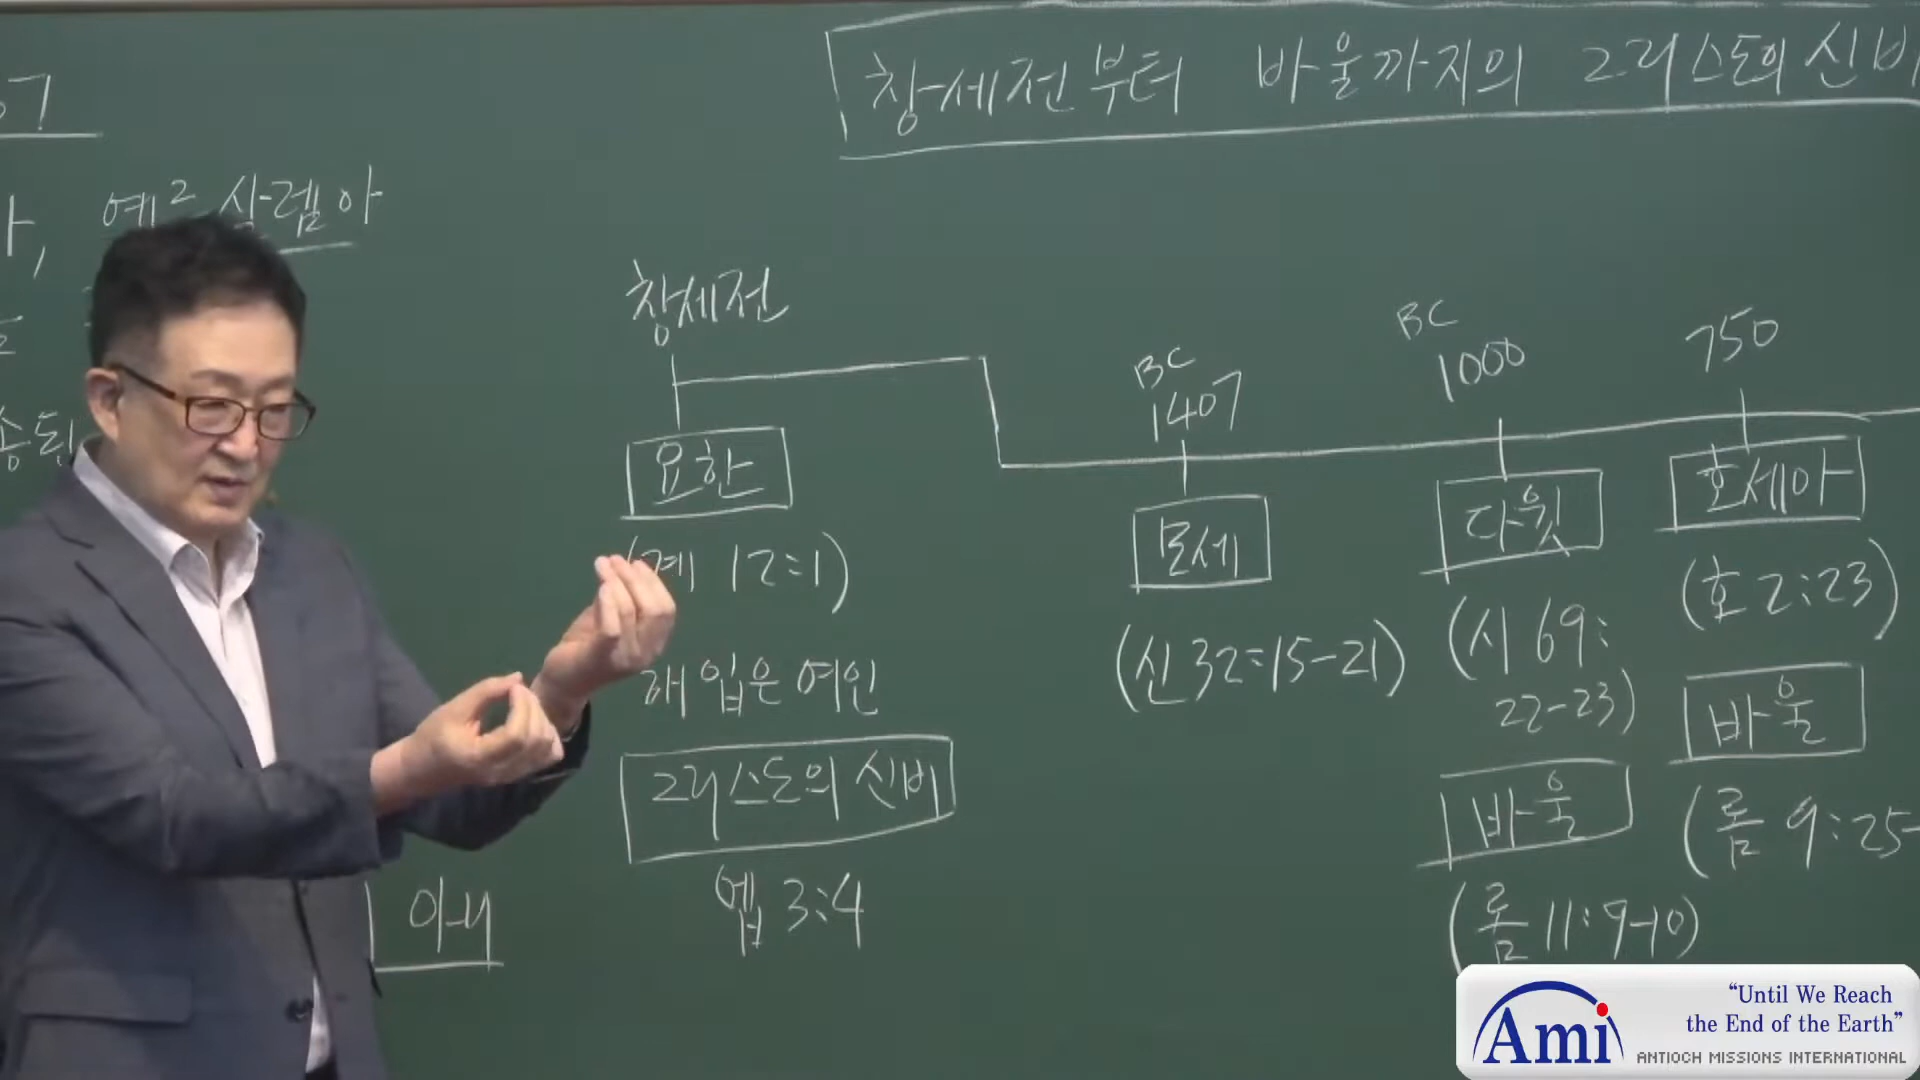 창세전부터 바울까지의 그리스도의 신비
57
예² 살렘아
창세전
요한
(계 12:1)
해 입은 여인
그리스도의 신비
엡 3:4
BC
1407
모세
(신 32:15-21)
BC
1000
다윗
(시 69:
22-23)
바울
(롬 11:9-10)
750
호세아
(호 2:23)
바울
(롬 9:25-
Ami
“Until We Reach
the End of the Earth”
ANTIOCH MISSIONS INTERNATIONAL